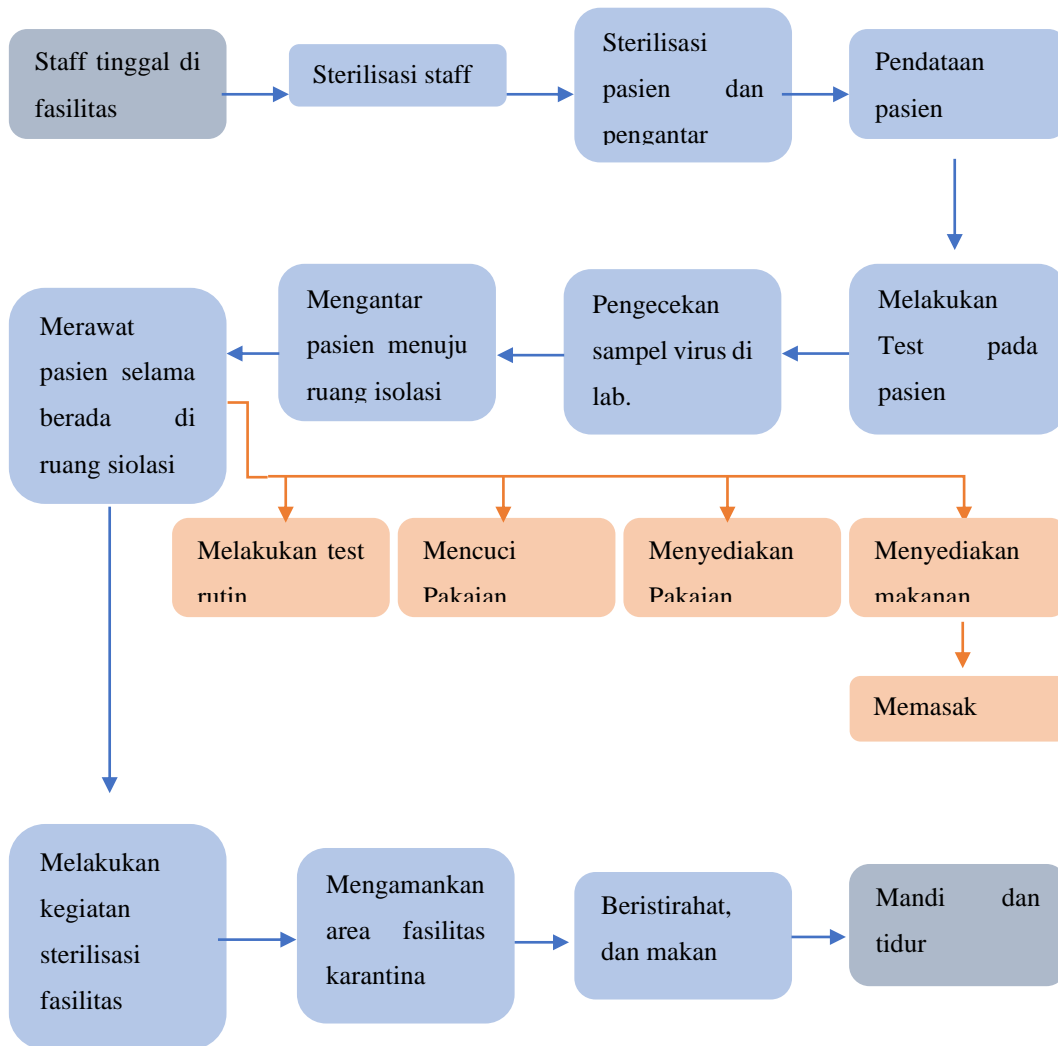 Staff tinggal di
fasilitas
Sterilisasi staff
Sterilisasi
pasien dan
pengantar
Pendataan
pasien
Melakukan
Test pada
pasien
Pengecekan
sampel virus di
lab.
Mengantar
pasien menuju
ruang isolasi
Merawat
pasien selama
berada di
ruang siolasi
Melakukan test
rutin
Mencuci
Pakaian
Menyediakan
Pakaian
Menyediakan
makanan
Memasak
Melakukan
kegiatan
sterilisasi
fasilitas
Mengamankan
area fasilitas
karantina
Beristirahat,
dan makan
Mandi dan
tidur